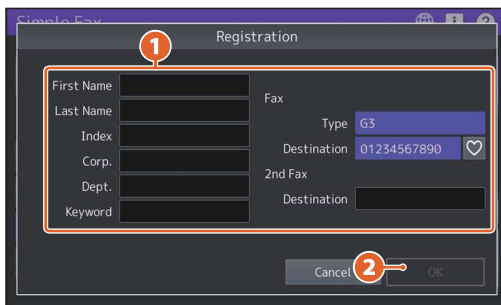 Simple Fax
Registration
1
First Name
Last Name
Index
Corp.
Dept.
Keyword
Fax
Type G3
Destination 01234567890
2nd Fax
Destination
Cancel
2
OK